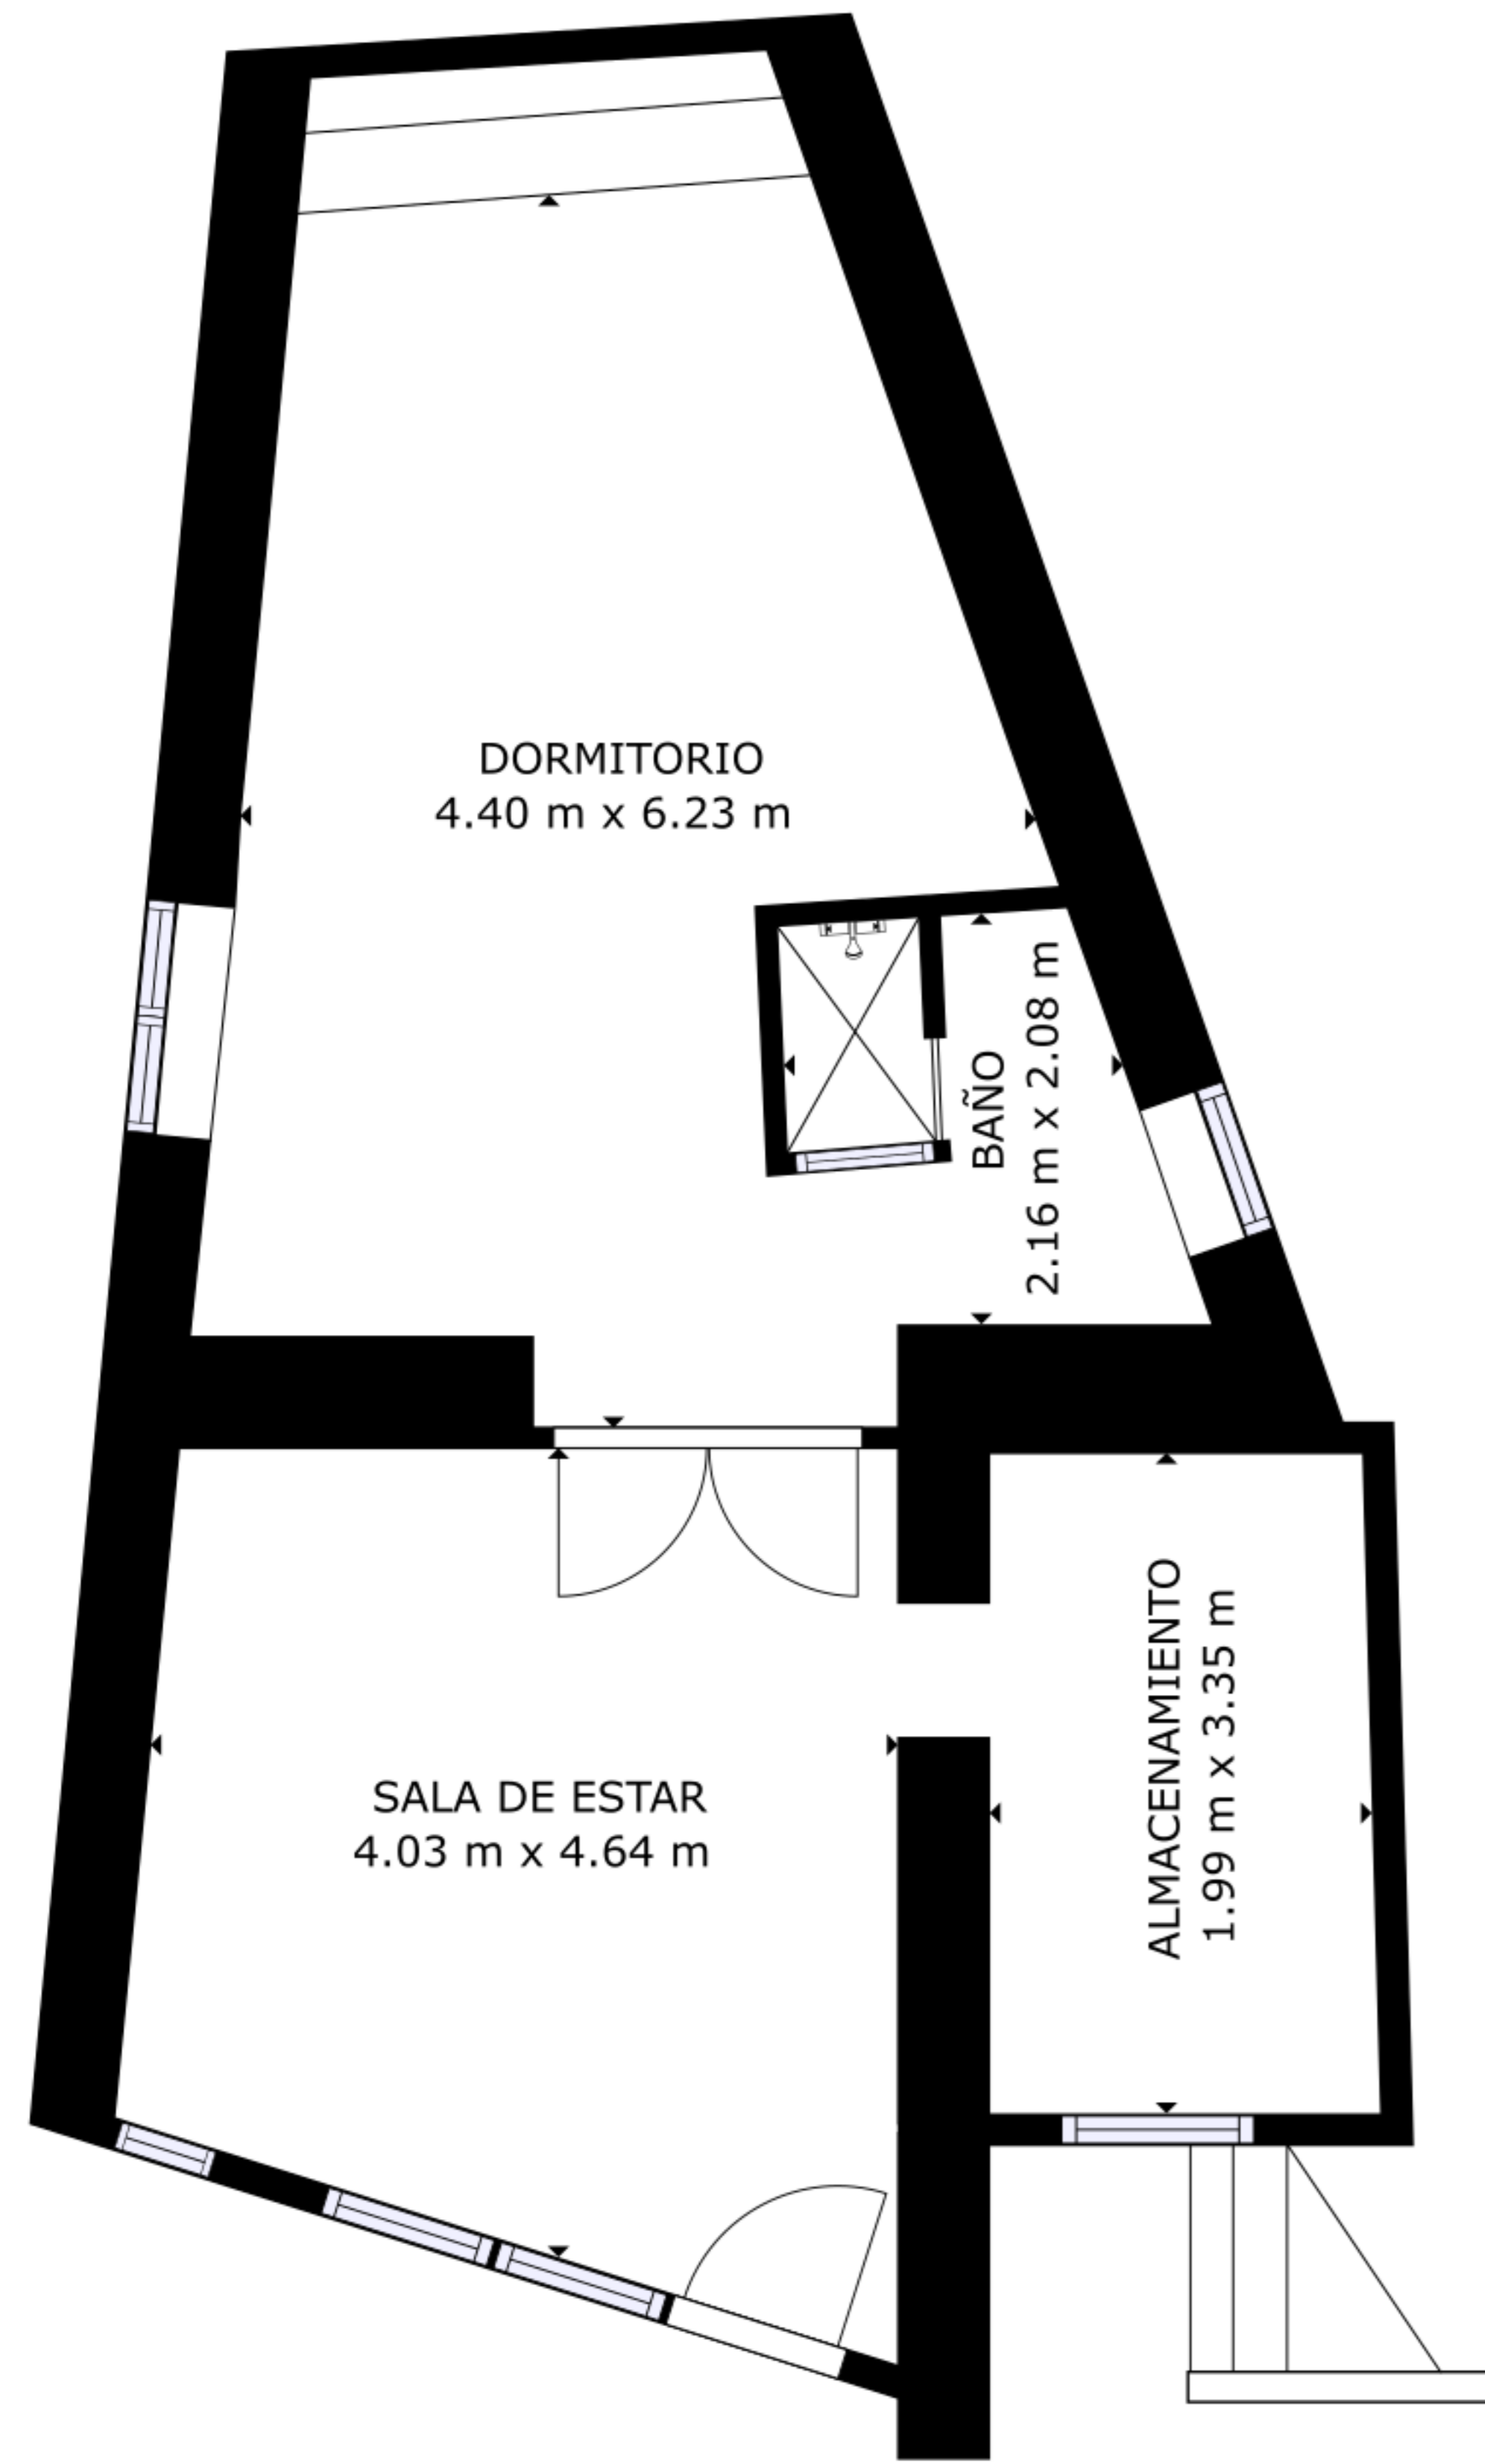 DORMITORIO
4.40 m x 6.23 m
BAÑO
2.16 m x 2.08 m
ALMACENAMIENTO
1.99 m x 3.35 m
SALA DE ESTAR
4.03 m x 4.64 m